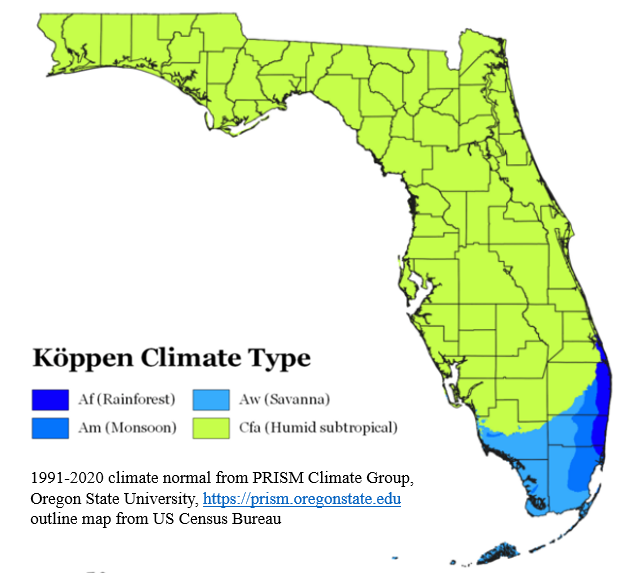 Köppen Climate Type
Af (Rainforest)
Aw (Savanna)
Am (Monsoon)
Cfa (Humid subtropical)
1991-2020 climate normal from PRISM Climate Group,
Oregon State University, https://prism.oregonstate.edu
outline map from US Census Bureau